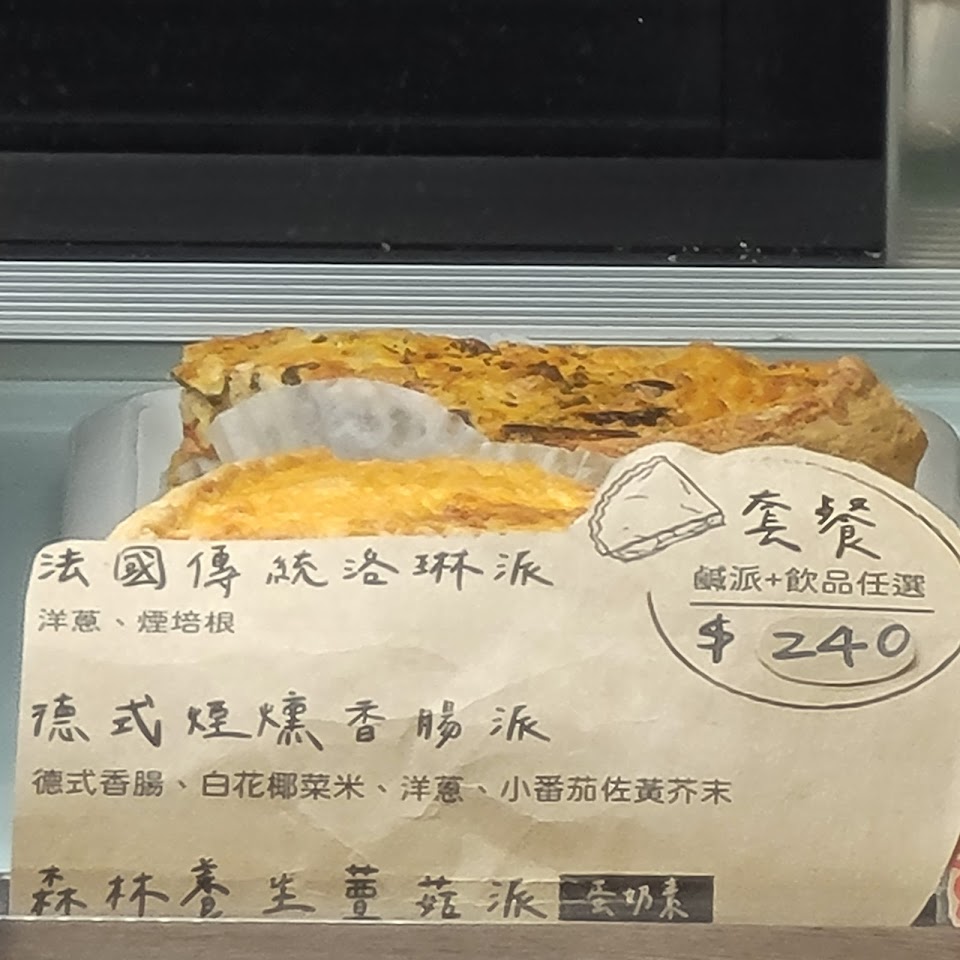 法國傳統洛琳派
洋蔥、煙培根
德式煙燻香腸派
德式香腸、白花椰菜米、洋蔥、小番茄佐黃芥末
森林養生蕈菇派 蛋奶素
套餐
鹹派+飲品任選
$ 240